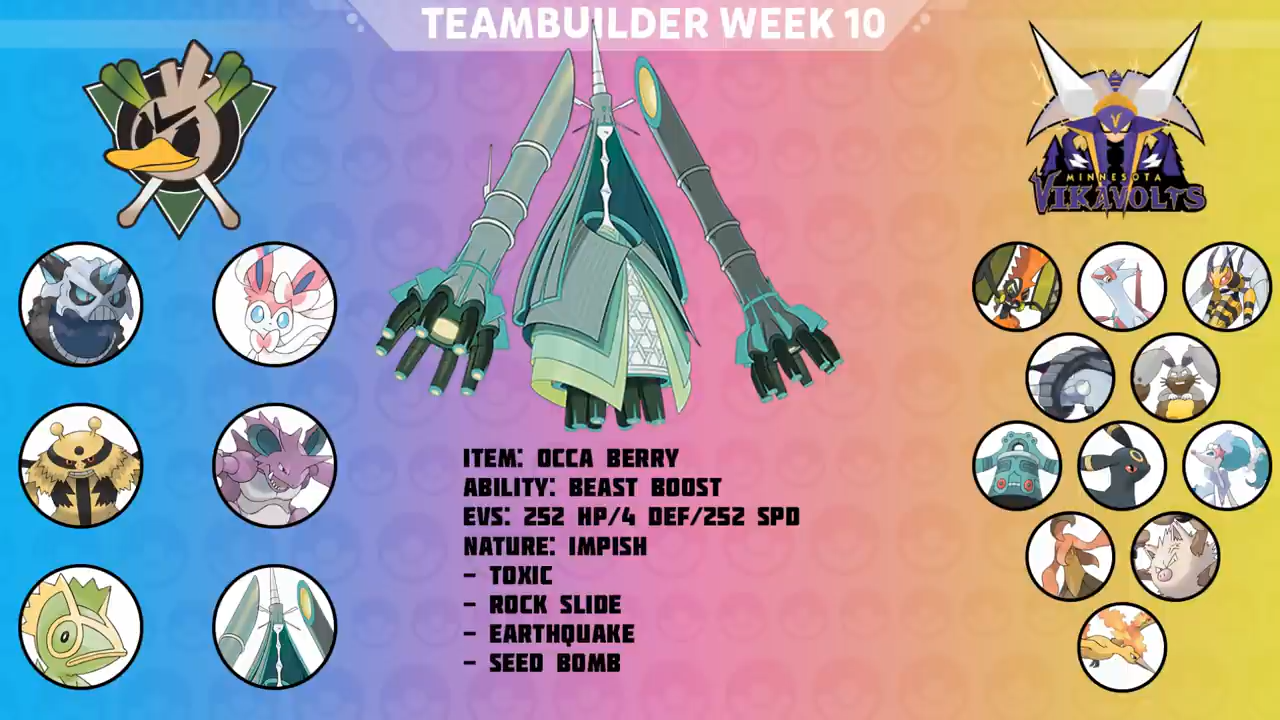 TEAMBUILDER WEEK 10
MINNESOTA
VIKAVOLTS
ITEM: OCCA BERRY
ABILITY: BEAST BOOST
EVS: 252 HP/4 DEF/252 SPD
NATURE: IMPISH
- TOXIC
- ROCK SLIDE
- EARTHQUAKE
- SEED BOMB